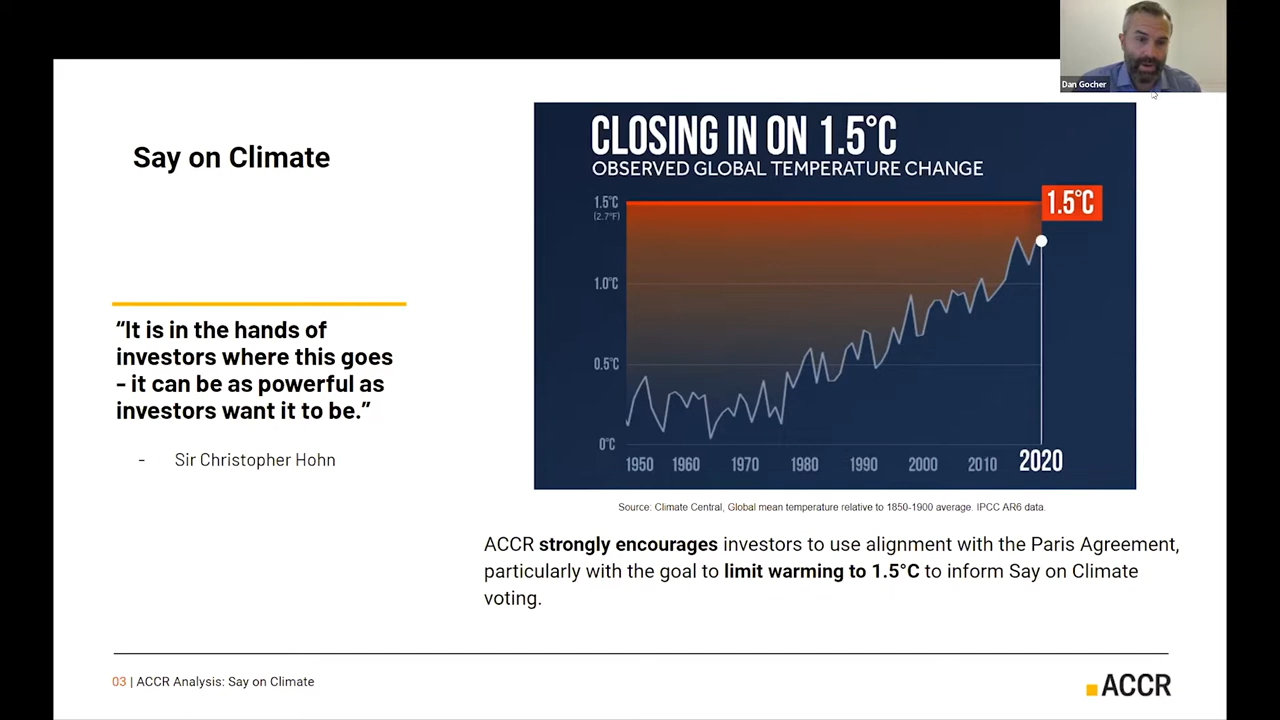 Dan Gocher
Say on Climate
“It is in the hands of
investors where this goes
- it can be as powerful as
investors want it to be.”
- Sir Christopher Hohn
CLOSING IN ON 1.5°C
OBSERVED GLOBAL TEMPERATURE CHANGE
1.5°C
(2.7°F)
1.5°C
1.0°C
0.5°C
0°C
1950 1960 1970 1980 1990 2000 2010 2020
Source: Climate Central, Global mean temperature relative to 1850-1900 average. IPCC AR6 data.
ACCR strongly encourages investors to use alignment with the Paris Agreement,
particularly with the goal to limit warming to 1.5°C to inform Say on Climate
voting.
03 | ACCR Analysis: Say on Climate
ACCR